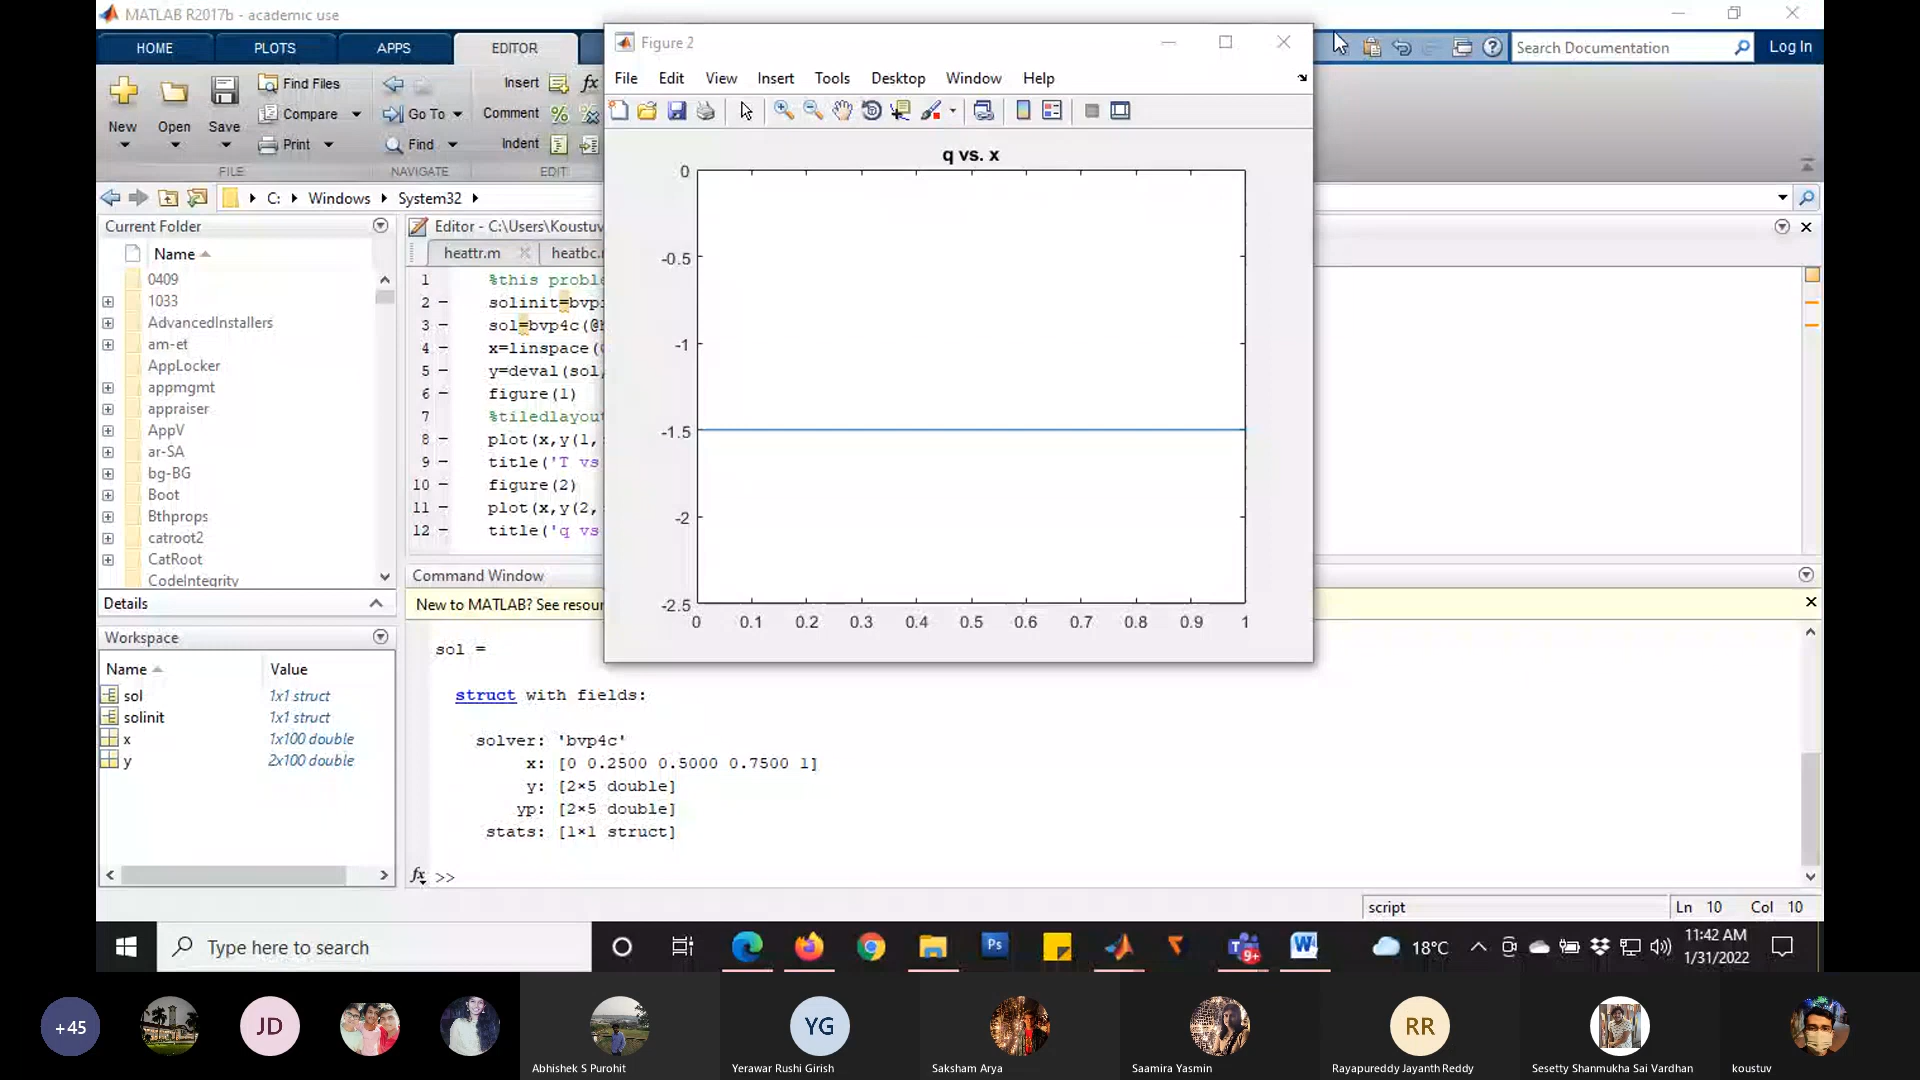 MATLAB R2017b - academic use
HOME PLOTS APPS EDITOR
Search Documentation
Log In
New
Open
Save
Find Files
Compare
Print
Go To
Find
Insert
Comment
Indent
FILE NAVIGATE EDIT
C: Windows System32
Current Folder
Name
0409
1033
AdvancedInstallers
am-et
AppLocker
appmgmt
appraiser
AppV
ar-SA
bg-BG
Boot
Bthprops
catroot2
CatRoot
CodeIntegrity
Details
Workspace
Name Value
sol 1x1 struct
solinit 1x1 struct
x 1x100 double
y 2x100 double
Editor - C:\Users\Koustuv
heattr.m heatbc.
1 %this proble
2 – solinit=bvp
3 – sol=bvp4c(@
4 – x=linspace(
5 – y=deval(sol,
6 – figure(1)
7 %tiledlayout
8 – plot(x,y(1,
9 – title('T vs
10 – figure(2)
11 – plot(x,y(2,
12 – title('q vs
Figure 2
File Edit View Insert Tools Desktop Window Help
q vs. x
0
-0.5
-1
-1.5
-2
-2.5
0 0.1 0.2 0.3 0.4 0.5 0.6 0.7 0.8 0.9 1
Command Window
New to MATLAB? See resour
sol =
struct with fields:
solver: 'bvp4c'
x: [0 0.2500 0.5000 0.7500 1]
y: [2×5 double]
yp: [2×5 double]
stats: [1×1 struct]
fx >>
script
Ln 10 Col 10
Type here to search
Ps
9+
W
18°C
11:42 AM
1/31/2022
+45
JD
YG
RR
Abhishek S Purohit
Yerawar Rushi Girish
Saksham Arya
Saamira Yasmin
Rayapureddy Jayanth Reddy
Sesetty Shanmukha Sai Vardhan
koustuv